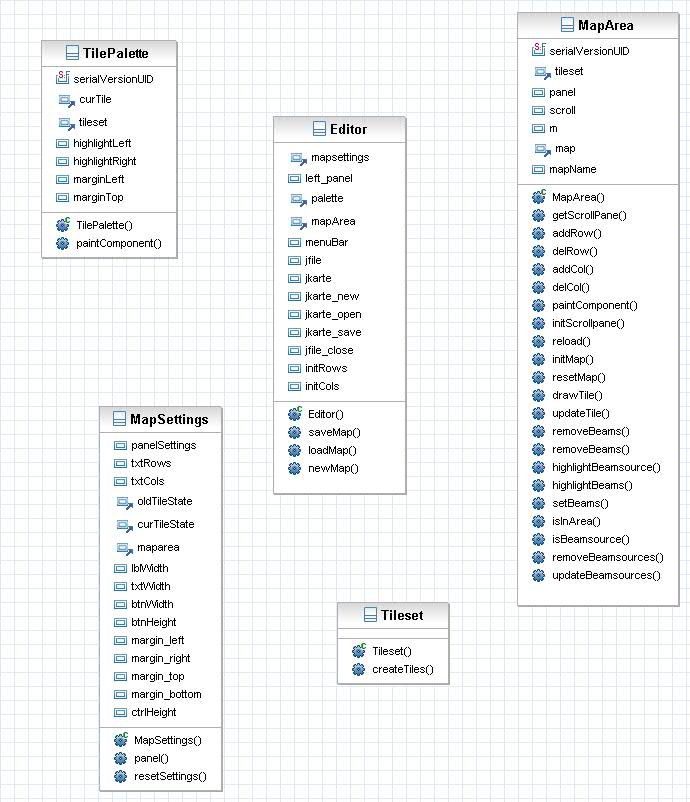 TilePalette
serialVersionUID
curTile
tileset
highlightLeft
highlightRight
marginLeft
marginTop
TilePalette()
paintComponent()
Editor
mapsettings
left_panel
palette
mapArea
menuBar
jfile
jkarte
jkarte_new
jkarte_open
jkarte_save
jfile_close
initRows
initCols
Editor()
saveMap()
loadMap()
newMap()
MapArea
serialVersionUID
tileset
panel
scroll
m
map
mapName
MapArea()
getScrollPane()
addRow()
delRow()
addCol()
delCol()
paintComponent()
initScrollpane()
reload()
initMap()
resetMap()
drawTile()
updateTile()
removeBeams()
removeBeams()
highlightBeamsource()
highlightBeams()
setBeams()
isInArea()
isBeamsource()
removeBeamsources()
updateBeamsources()
MapSettings
panelSettings
txtRows
txtCols
oldTileState
curTileState
maparea
lblWidth
txtWidth
btnWidth
btnHeight
margin_left
margin_right
margin_top
margin_bottom
ctrlHeight
MapSettings()
panel()
resetSettings()
Tileset
Tileset()
createTiles()